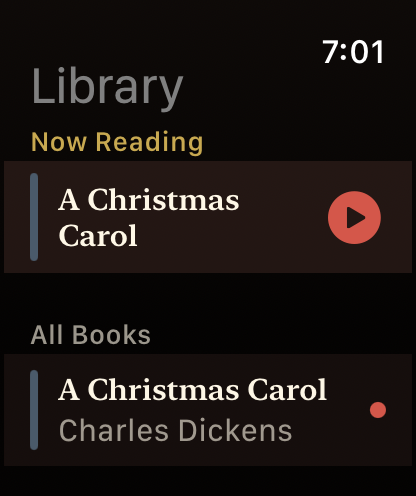 7:01
Library
Now Reading
A Christmas
Carol
All Books
A Christmas Carol
Charles Dickens